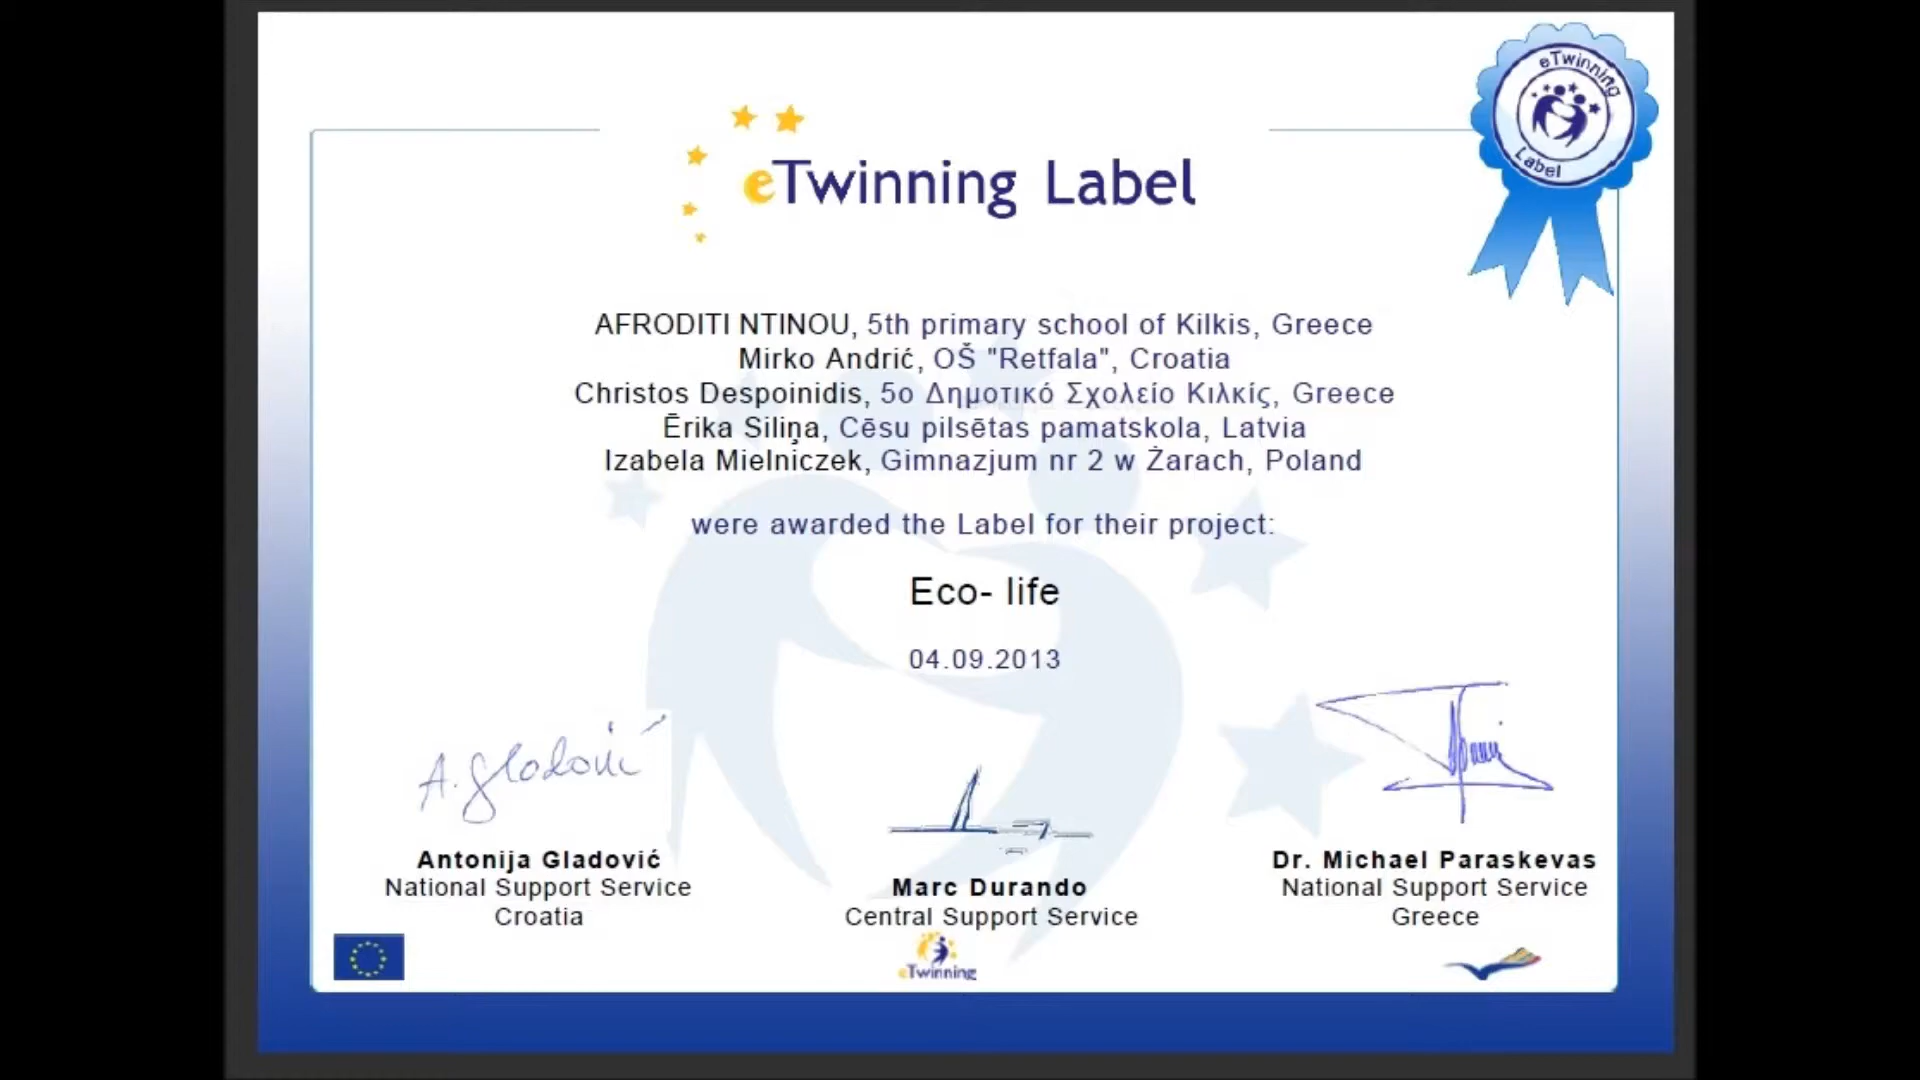 eTwinning
Label
eTwinning Label
AFRODITI NTINOU, 5th primary school of Kilkis, Greece
Mirko Andrić, OŠ "Retfala", Croatia
Christos Despoinidis, 5ο Δημοτικό Σχολείο Κιλκίς, Greece
Ērika Siliņa, Cēsu pilsētas pamatskola, Latvia
Izabela Mielniczek, Gimnazjum nr 2 w Żarach, Poland
were awarded the Label for their project:
Eco- life
04.09.2013
A. Gladović
Antonija Gladović
National Support Service
Croatia
Marc Durando
Central Support Service
Dr. Michael Paraskevas
National Support Service
Greece
eTwinning